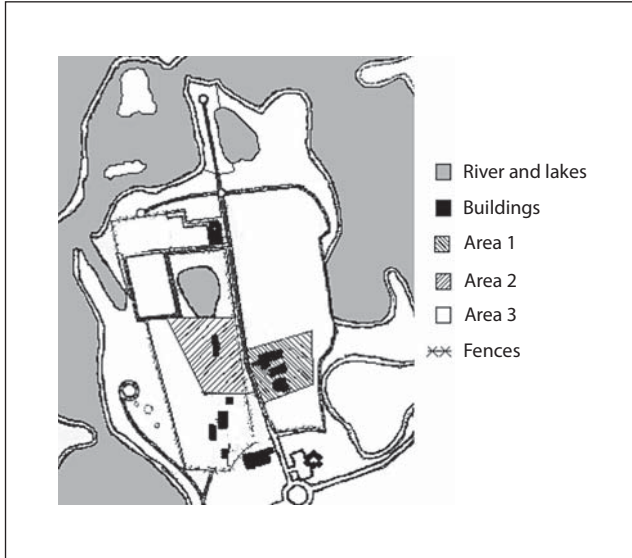 River and lakes
Buildings
Area 1
Area 2
Area 3
Fences